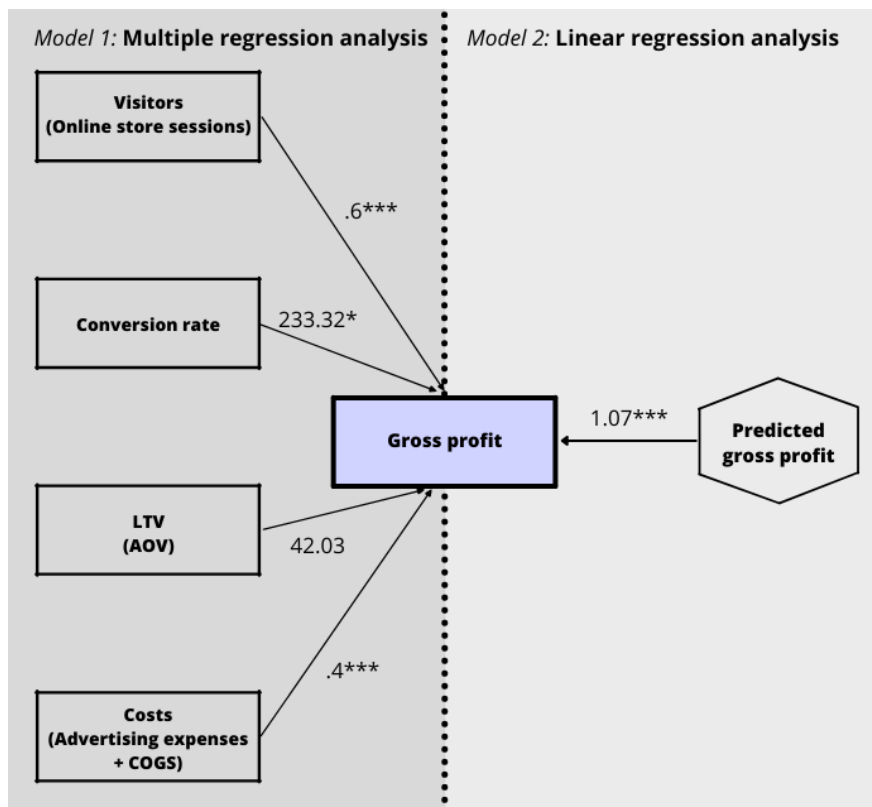 Model 1: Multiple regression analysis
Model 2: Linear regression analysis
Visitors
(Online store sessions)
.6***
Conversion rate
233.32*
Gross profit
1.07***
Predicted
gross profit
LTV
(AOV)
42.03
.4***
Costs
(Advertising expenses
+ COGS)